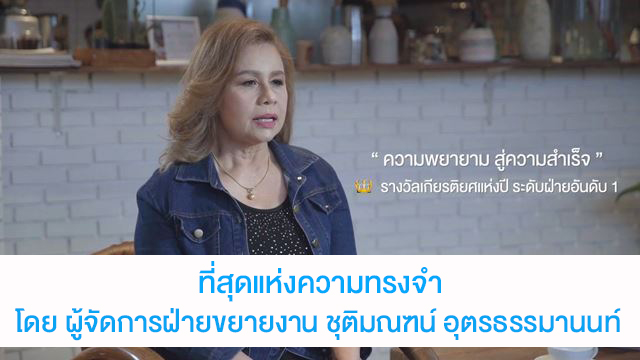 “ ความพยายาม สู่ความสำเร็จ ”
รางวัลเกียรติยศแห่งปี ระดับฝ่ายอันดับ 1
ที่สุดแห่งความทรงจำ
โดย ผู้จัดการฝ่ายขยายงาน ชุติมณฑน์ อุตรธรรมานนท์